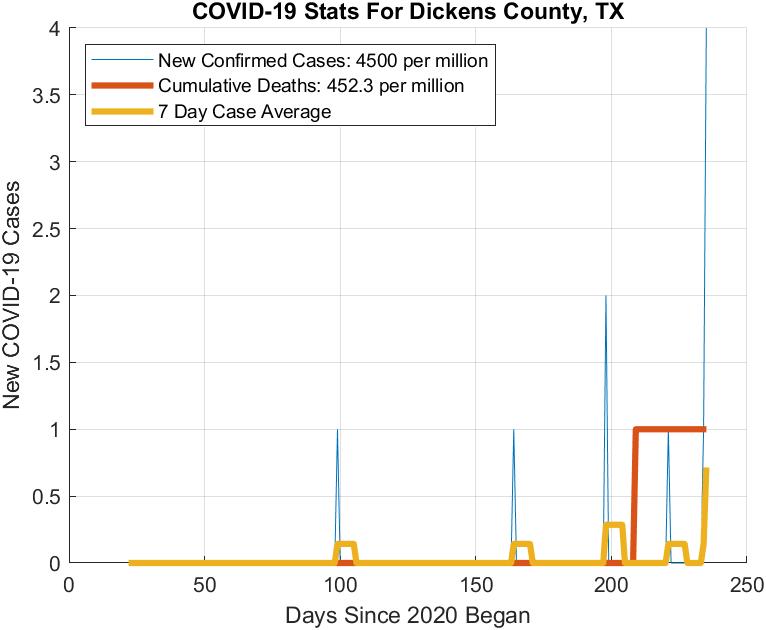 COVID-19 Stats For Dickens County, TX
New Confirmed Cases: 4500 per million
Cumulative Deaths: 452.3 per million
7 Day Case Average
New COVID-19 Cases
4
3.5
3
2.5
2
1.5
1
0.5
0
0 50 100 150 200 250
Days Since 2020 Began